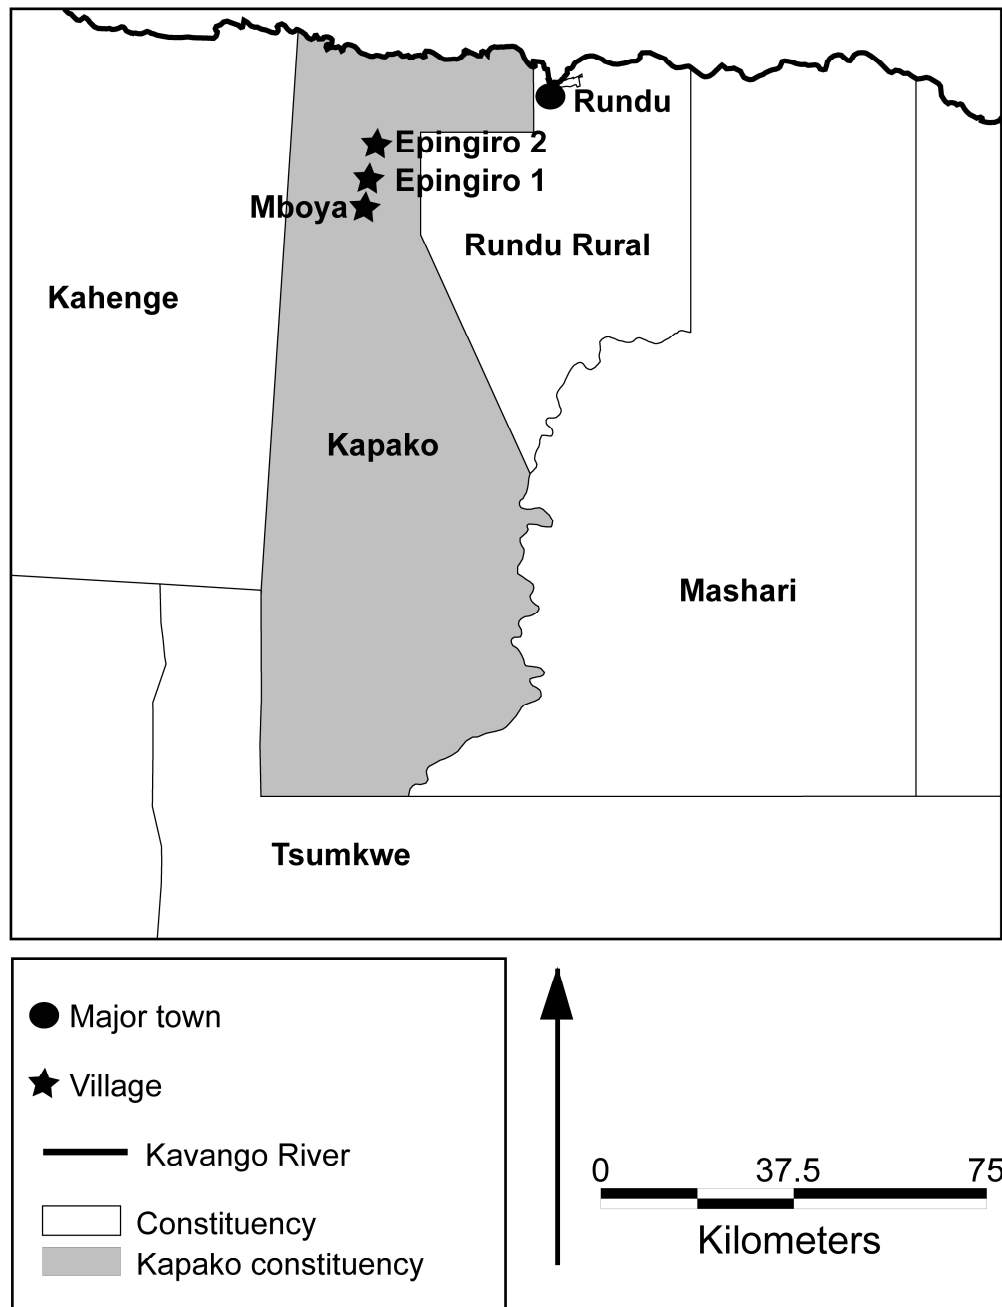 Rundu
Epingiro 2
Epingiro 1
Mboya
Rundu Rural
Kahenge
Kapako
Mashari
Tsumkwe
Major town
Village
Kavango River
Constituency
Kapako constituency
0 37.5 75
Kilometers